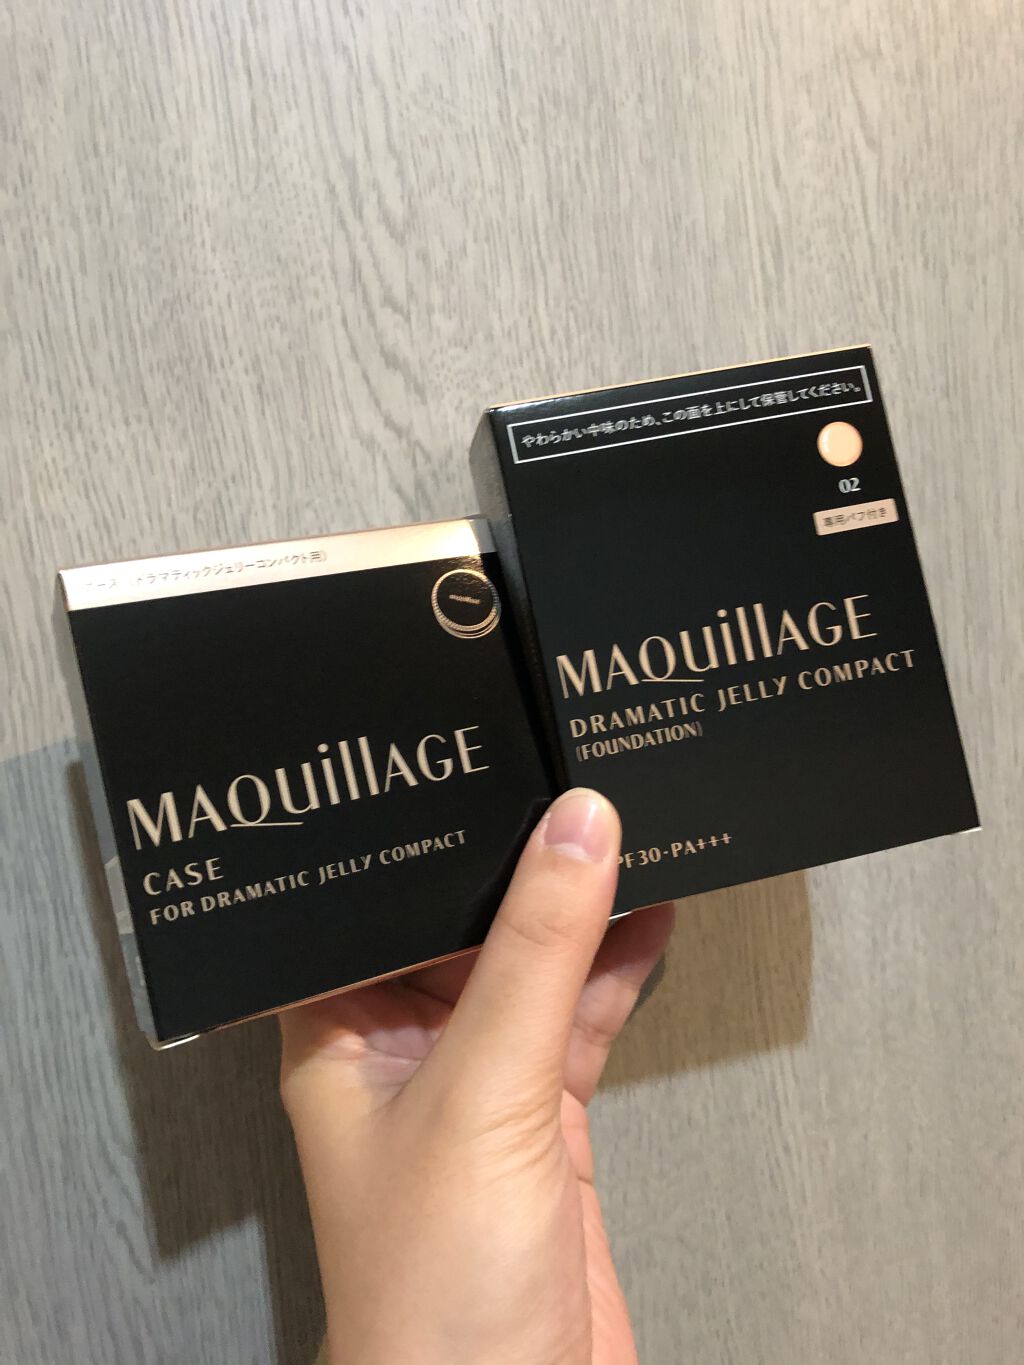 ケース（ドラマティックジェリーコンパクト用）
MAQuillAGE
MAQuillAGE
CASE
FOR DRAMATIC JELLY COMPACT
やわらかい中味のため、この面を上にして保管してください。
02
専用パフ付き
MAQuillAGE
DRAMATIC JELLY COMPACT
(FOUNDATION)
PF30・PA+++